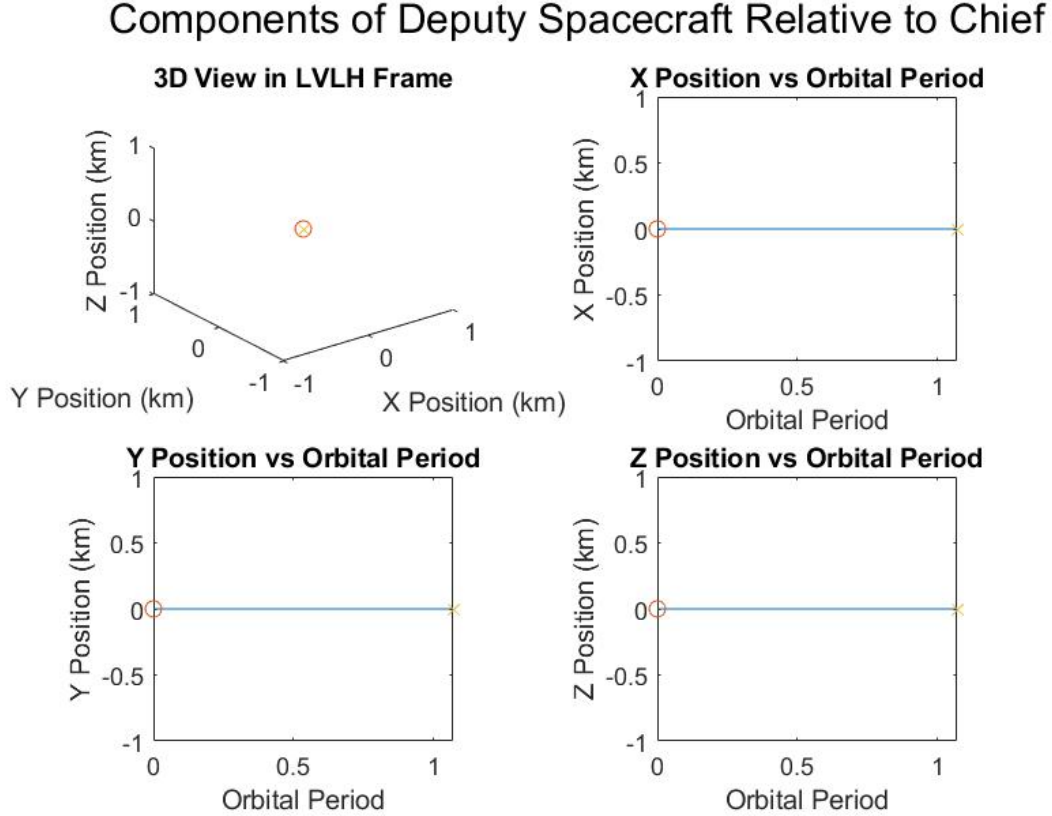 Components of Deputy Spacecraft Relative to Chief
3D View in LVLH Frame
Z Position (km)
1
0
-1
1
0
-1
Y Position (km)
-1
0
1
X Position (km)
X Position vs Orbital Period
X Position (km)
1
0.5
0
-0.5
-1
0 0.5 1
Orbital Period
Y Position vs Orbital Period
Y Position (km)
1
0.5
0
-0.5
-1
0 0.5 1
Orbital Period
Z Position vs Orbital Period
Z Position (km)
1
0.5
0
-0.5
-1
0 0.5 1
Orbital Period